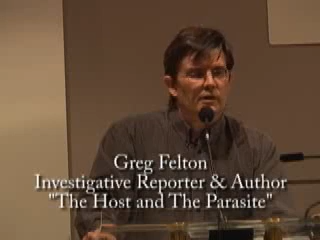 Greg Felton
Investigative Reporter & Author
"The Host and The Parasite"